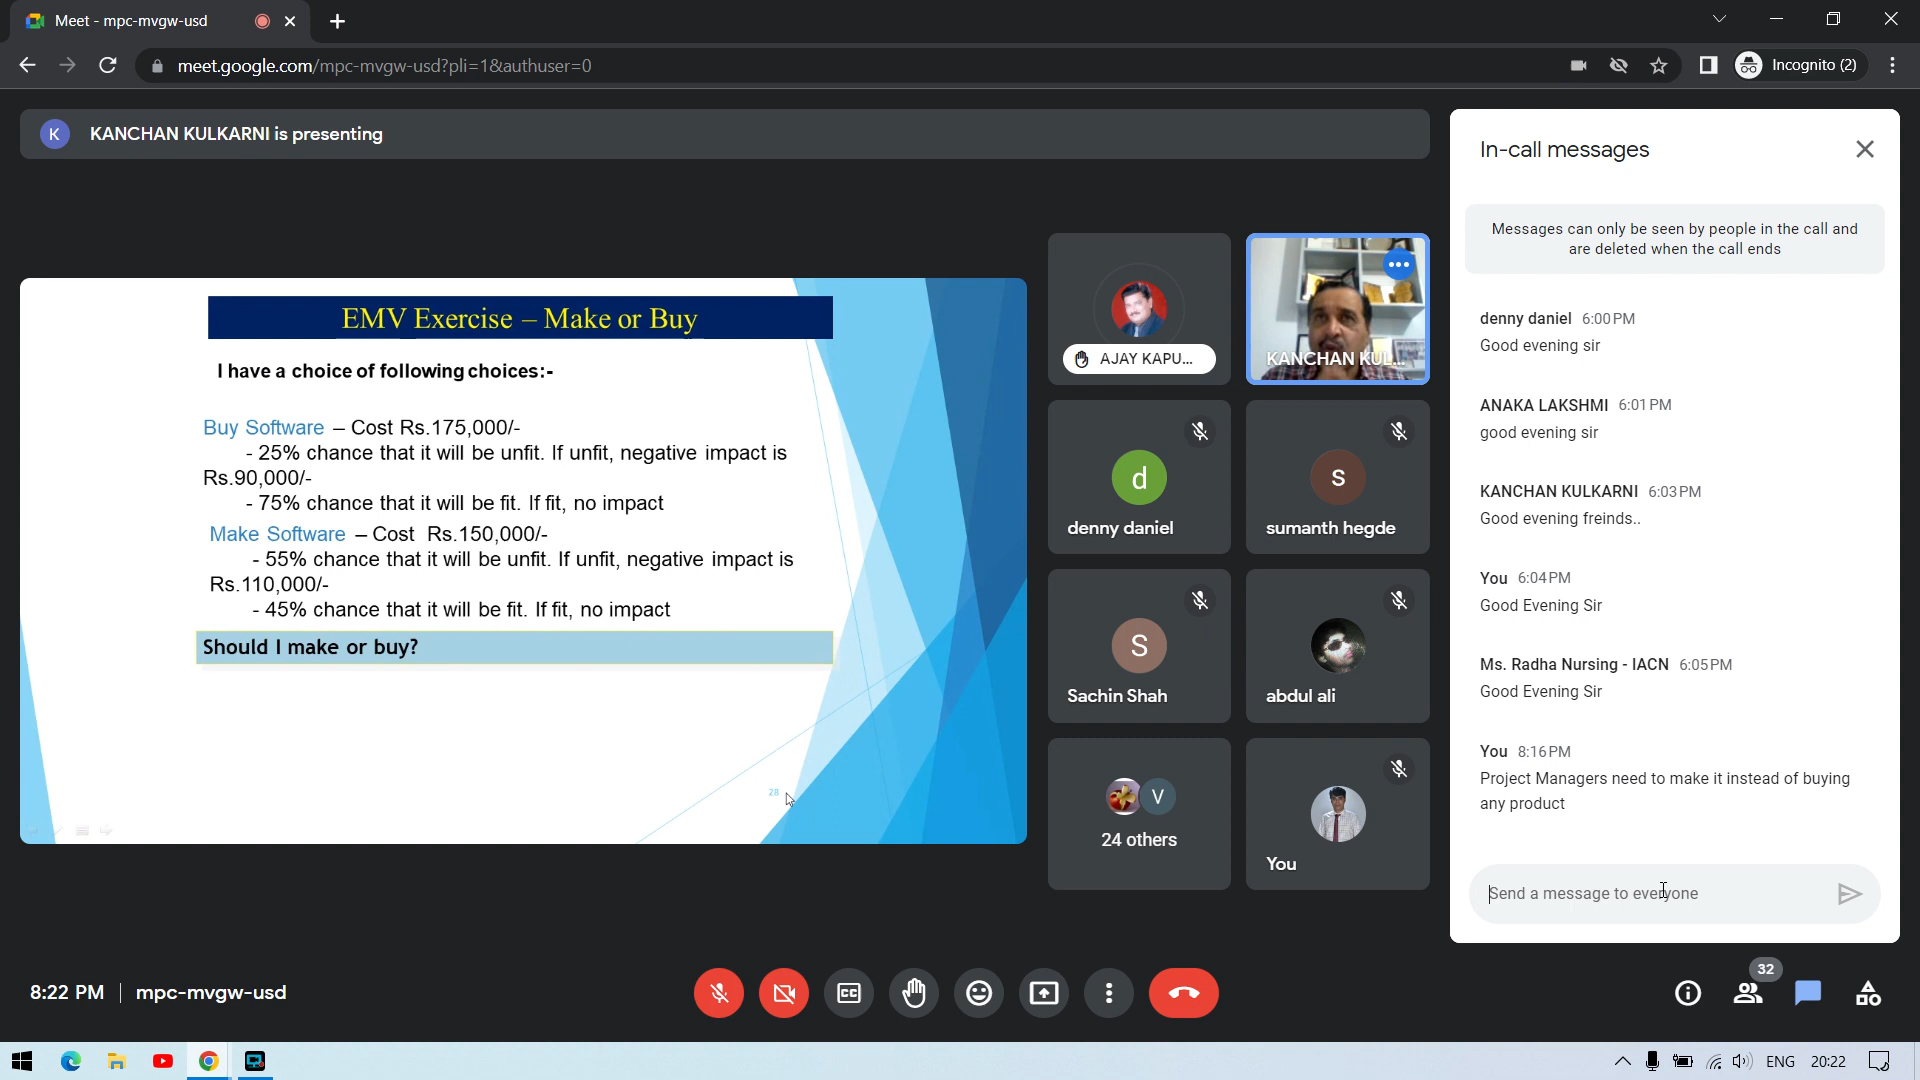 Meet - mpc-mvgw-usd
meet.google.com/mpc-mvgw-usd?pli=1&authuser=0
Incognito (2)
K
KANCHAN KULKARNI is presenting
EMV Exercise – Make or Buy
I have a choice of following choices:-
Buy Software – Cost Rs.175,000/-
- 25% chance that it will be unfit. If unfit, negative impact is
Rs.90,000/-
- 75% chance that it will be fit. If fit, no impact
Make Software – Cost Rs.150,000/-
- 55% chance that it will be unfit. If unfit, negative impact is
Rs.110,000/-
- 45% chance that it will be fit. If fit, no impact
Should I make or buy?
28
AJAY KAPU...
KANCHAN KUL...
d
denny daniel
s
sumanth hegde
S
Sachin Shah
abdul ali
V
24 others
You
In-call messages
Messages can only be seen by people in the call and
are deleted when the call ends
denny daniel 6:00 PM
Good evening sir
ANAKA LAKSHMI 6:01 PM
good evening sir
KANCHAN KULKARNI 6:03 PM
Good evening freinds..
You 6:04 PM
Good Evening Sir
Ms. Radha Nursing - IACN 6:05 PM
Good Evening Sir
You 8:16 PM
Project Managers need to make it instead of buying
any product
Send a message to everyone
8:22 PM | mpc-mvgw-usd
CC
32
ENG
20:22